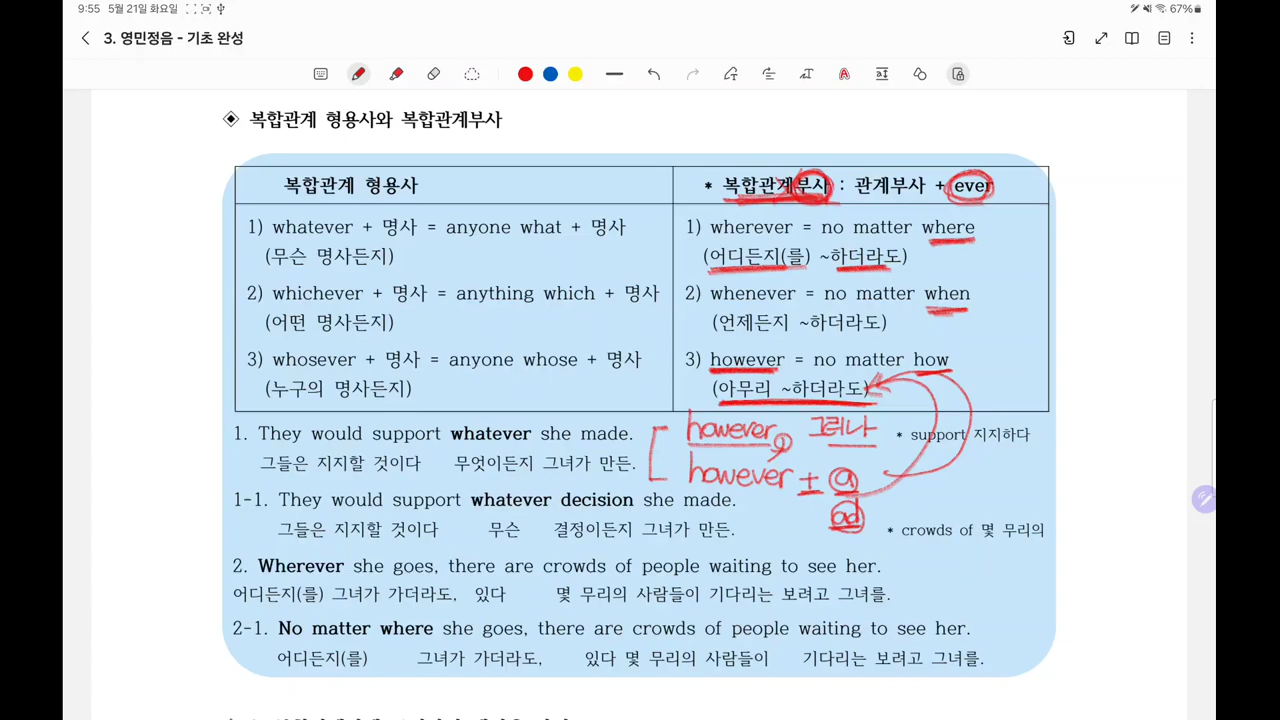 9:55 5월 21일 화요일 67%
3. 영민정음 - 기초 완성
◈ 복합관계 형용사와 복합관계부사
복합관계 형용사
* 복합관계부사 : 관계부사 + ever
1) whatever + 명사 = anyone what + 명사
(무슨 명사든지)
2) whichever + 명사 = anything which + 명사
(어떤 명사든지)
3) whosever + 명사 = anyone whose + 명사
(누구의 명사든지)
1) wherever = no matter where
(어디든지(를) ~하더라도)
2) whenever = no matter when
(언제든지 ~하더라도)
3) however = no matter how
(아무리 ~하더라도)
however, 그러나
however ± a
ad
1. They would support whatever she made. * support 지지하다
그들은 지지할 것이다 무엇이든지 그녀가 만든.
1-1. They would support whatever decision she made.
그들은 지지할 것이다 무슨 결정이든지 그녀가 만든. * crowds of 몇 무리의
2. Wherever she goes, there are crowds of people waiting to see her.
어디든지(를) 그녀가 가더라도, 있다 몇 무리의 사람들이 기다리는 보려고 그녀를.
2-1. No matter where she goes, there are crowds of people waiting to see her.
어디든지(를) 그녀가 가더라도, 있다 몇 무리의 사람들이 기다리는 보려고 그녀를.